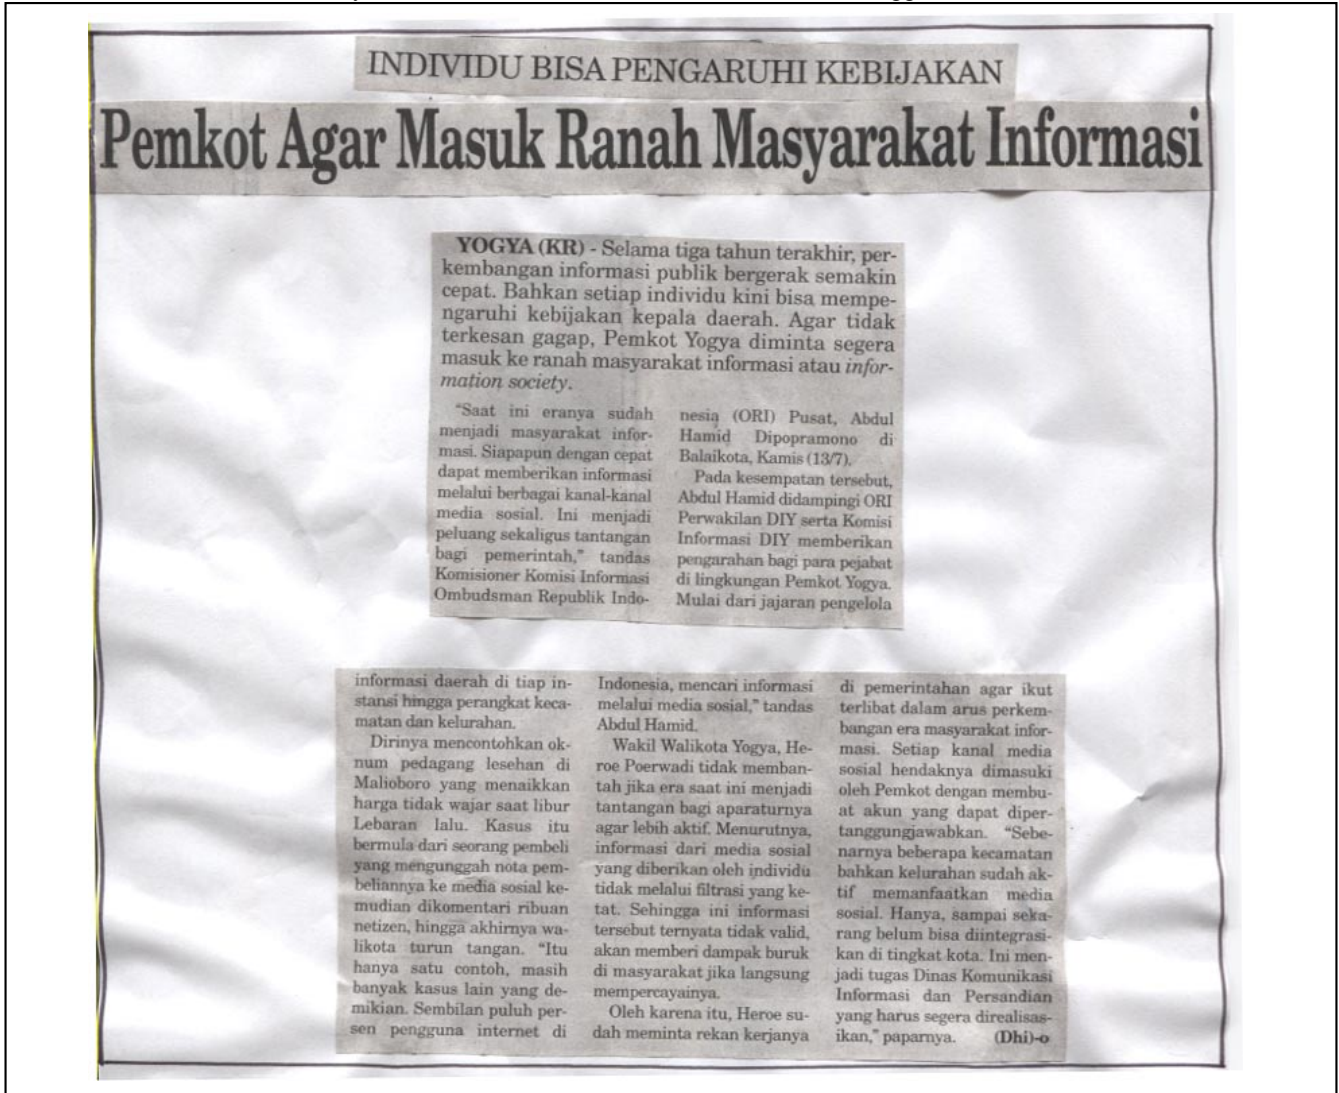 INDIVIDU BISA PENGARUHI KEBIJAKAN
Pemkot Agar Masuk Ranah Masyarakat Informasi
YOGYA (KR) - Selama tiga tahun terakhir, per-
kembangan informasi publik bergerak semakin
cepat. Bahkan setiap individu kini bisa mempe-
ngaruhi kebijakan kepala daerah. Agar tidak
terkesan gagap, Pemkot Yogya diminta segera
masuk ke ranah masyarakat informasi atau infor-
mation society.
"Saat ini eranya sudah
menjadi masyarakat infor-
masi. Siapapun dengan cepat
dapat memberikan informasi
melalui berbagai kanal-kanal
media sosial. Ini menjadi
peluang sekaligus tantangan
bagi pemerintah," tandas
Komisioner Komisi Informasi
Ombudsman Republik Indo-
nesia (ORI) Pusat, Abdul
Hamid Dipopramono di
Balaikota, Kamis (13/7).
Pada kesempatan tersebut,
Abdul Hamid didampingi ORI
Perwakilan DIY serta Komisi
Informasi DIY memberikan
pengarahan bagi para pejabat
di lingkungan Pemkot Yogya.
Mulai dari jajaran pengelola
informasi daerah di tiap in-
stansi hingga perangkat keca-
matan dan kelurahan.
Dirinya mencontohkan ok-
num pedagang lesehan di
Malioboro yang menaikkan
harga tidak wajar saat libur
Lebaran lalu. Kasus itu
bermula dari seorang pembeli
yang mengunggah nota pem-
beliannya ke media sosial ke-
mudian dikomentari ribuan
netizen, hingga akhirnya wa-
likota turun tangan. "Itu
hanya satu contoh, masih
banyak kasus lain yang de-
mikian. Sembilan puluh per-
sen pengguna internet di
Indonesia, mencari informasi
melalui media sosial," tandas
Abdul Hamid.
Wakil Walikota Yogya, He-
roe Poerwadi tidak memban-
tah jika era saat ini menjadi
tantangan bagi aparaturnya
agar lebih aktif. Menurutnya,
informasi dari media sosial
yang diberikan oleh individu
tidak melalui filtrasi yang ke-
tat. Sehingga ini informasi
tersebut ternyata tidak valid,
akan memberi dampak buruk
di masyarakat jika langsung
mempercayainya.
Oleh karena itu, Heroe su-
dah meminta rekan kerjanya
di pemerintahan agar ikut
terlibat dalam arus perkem-
bangan era masyarakat infor-
masi. Setiap kanal media
sosial hendaknya dimasuki
oleh Pemkot dengan membu-
at akun yang dapat diper-
tanggungjawabkan. "Sebe-
narnya beberapa kecamatan
bahkan kelurahan sudah ak-
tif memanfaatkan media
sosial. Hanya, sampai seka-
rang belum bisa diintegrasi-
kan di tingkat kota. Ini men-
jadi tugas Dinas Komunikasi
Informasi dan Persandian
yang harus segera direalisas-
ikan," paparnya. (Dhi)-o